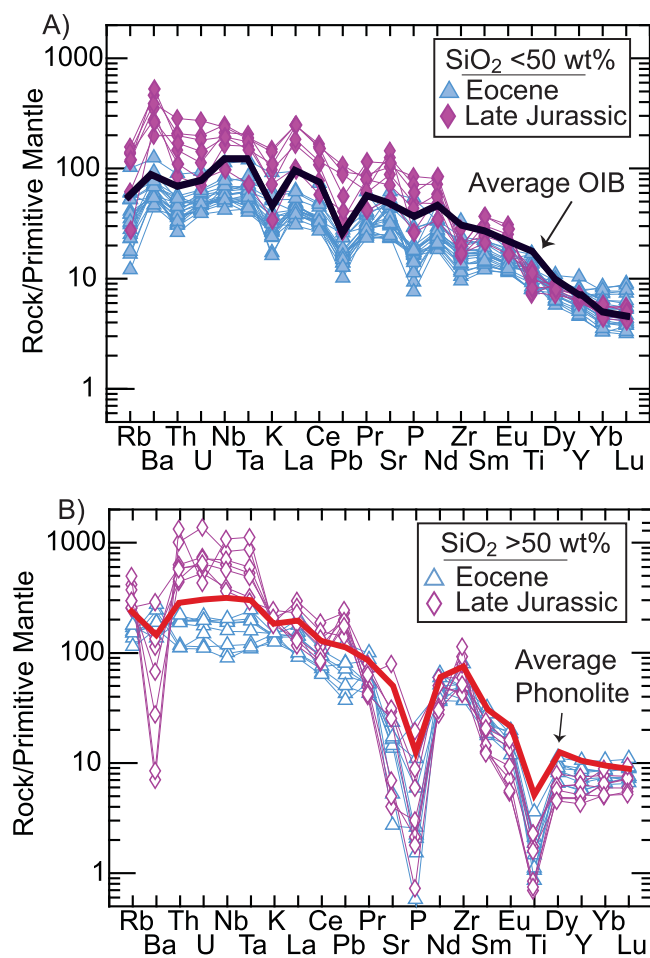 A)
1000
100
10
1
Rock/Primitive Mantle
SiO2 <50 wt%
Eocene
Late Jurassic
Average OIB
Rb Th Nb K Ce Pr P Zr Eu Dy Yb
Ba U Ta La Pb Sr Nd Sm Ti Y Lu
B)
1000
100
10
1
Rock/Primitive Mantle
SiO2 >50 wt%
Eocene
Late Jurassic
Average
Phonolite
Rb Th Nb K Ce Pr P Zr Eu Dy Yb
Ba U Ta La Pb Sr Nd Sm Ti Y Lu